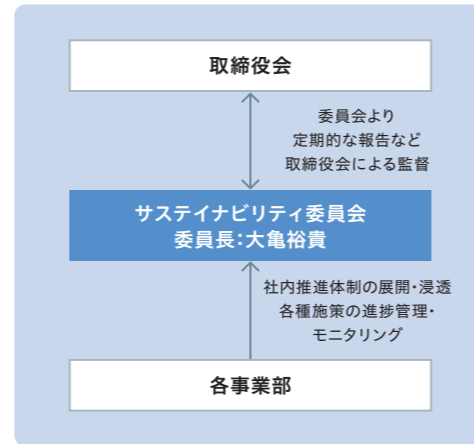 取締役会
委員会より
定期的な報告など
取締役会による監督
サステイナビリティ委員会
委員長：大亀裕貴
社内推進体制の展開・浸透
各種施策の進捗管理・
モニタリング
各事業部